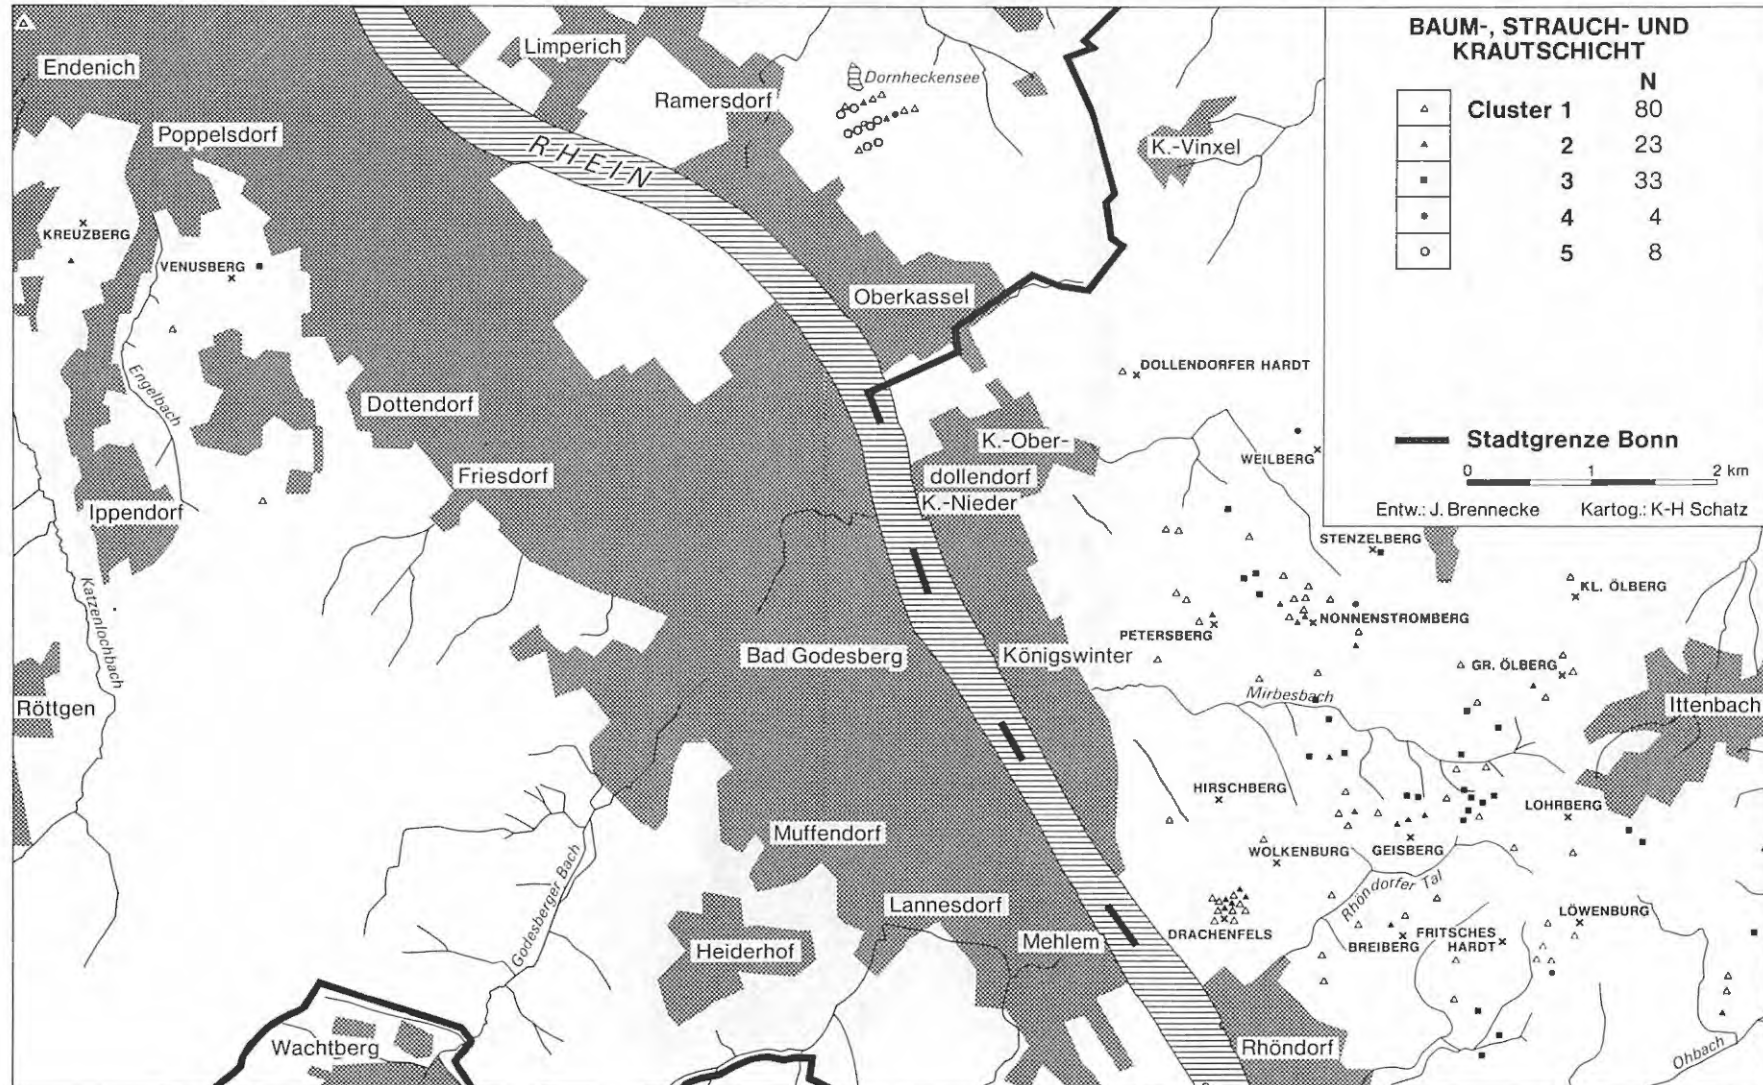 BAUM-, STRAUCH- UND
KRAUTSCHICHT
N
Cluster 1 80
2 23
3 33
4 4
5 8
Stadtgrenze Bonn
0 1 2 km
Entw.: J. Brennecke Kartog.: K-H Schatz
Endenich
Limperich
Dornheckensee
Ramersdorf
Poppelsdorf
K.-Vinxel
RHEIN
KREUZBERG
VENUSBERG
Oberkassel
Engelbach
DOLLENDORFER HARDT
Dottendorf
K.-Ober-
dollendorf
K.-Nieder
WEILBERG
Friesdorf
Ippendorf
STENZELBERG
Katzenlochbach
KL. ÖLBERG
NONNENSTROMBERG
PETERSBERG
Bad Godesberg
Königswinter
GR. ÖLBERG
Mirbesbach
Ittenbach
Röttgen
HIRSCHBERG
LOHRBERG
Muffendorf
WOLKENBURG
GEISBERG
Godesberger Bach
Rhöndorfer Tal
Lannesdorf
LÖWENBURG
DRACHENFELS
BREIBERG
FRITSCHES
HARDT
Mehlem
Heiderhof
Wachtberg
Rhöndorf
Ohbach